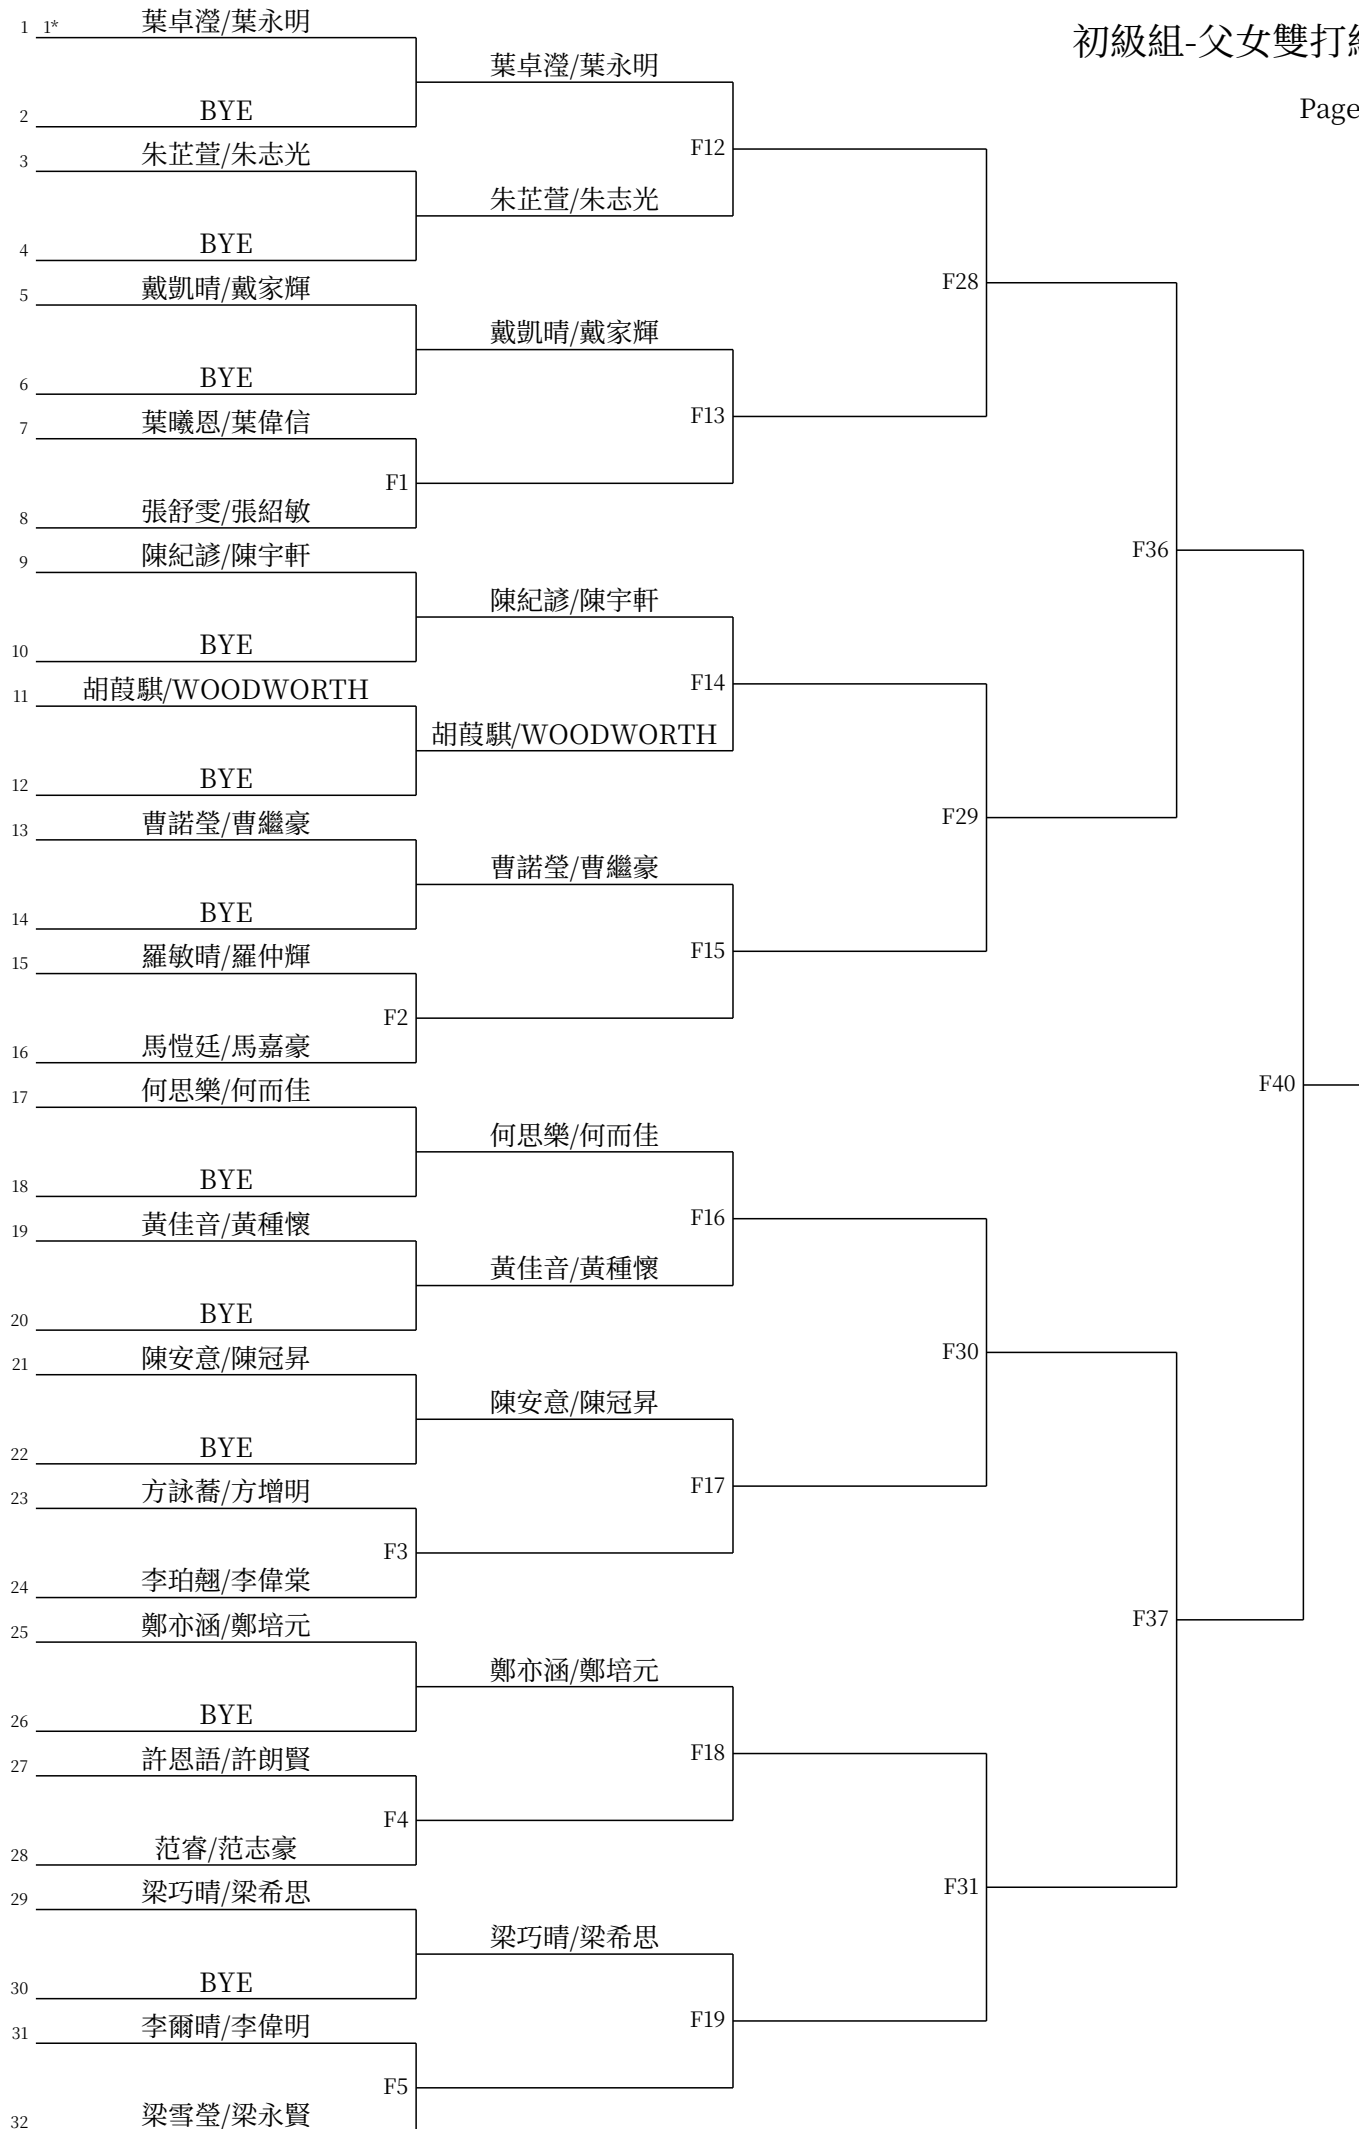 初級組-父女雙打
Page
1 1* 葉卓瀅/葉永明
葉卓瀅/葉永明
2 BYE
F12
3 朱芷萱/朱志光
朱芷萱/朱志光
4 BYE
F28
5 戴凱晴/戴家輝
戴凱晴/戴家輝
6 BYE
F13
7 葉曦恩/葉偉信
F1
8 張舒雯/張紹敏
F36
9 陳紀諺/陳宇軒
陳紀諺/陳宇軒
10 BYE
F14
11 胡葭騏/WOODWORTH
胡葭騏/WOODWORTH
12 BYE
F29
13 曹諾瑩/曹繼豪
曹諾瑩/曹繼豪
14 BYE
F15
15 羅敏晴/羅仲輝
F2
16 馬愷廷/馬嘉豪
F40
17 何思樂/何而佳
何思樂/何而佳
18 BYE
F16
19 黃佳音/黃種懷
黃佳音/黃種懷
20 BYE
F30
21 陳安意/陳冠昇
陳安意/陳冠昇
22 BYE
F17
23 方詠蕎/方增明
F3
24 李珀翹/李偉棠
F37
25 鄭亦涵/鄭培元
鄭亦涵/鄭培元
26 BYE
F18
27 許恩語/許朗賢
F4
28 范睿/范志豪
F31
29 梁巧晴/梁希思
梁巧晴/梁希思
30 BYE
F19
31 李爾晴/李偉明
F5
32 梁雪瑩/梁永賢